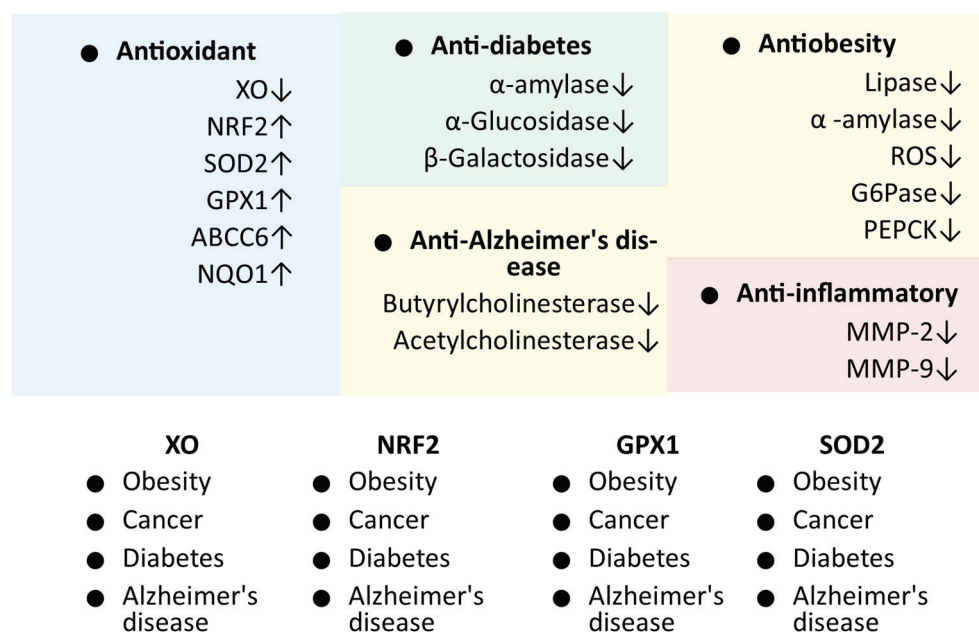 ● Antioxidant
XO↓
NRF2↑
SOD2↑
GPX1↑
ABCC6↑
NQO1↑
● Anti-diabetes
α-amylase↓
α-Glucosidase↓
β-Galactosidase↓
● Anti-Alzheimer's dis-
ease
Butyrylcholinesterase↓
Acetylcholinesterase↓
● Antiobesity
Lipase↓
α -amylase↓
ROS↓
G6Pase↓
PEPCK↓
● Anti-inflammatory
MMP-2↓
MMP-9↓
XO
● Obesity
● Cancer
● Diabetes
● Alzheimer's
disease
NRF2
● Obesity
● Cancer
● Diabetes
● Alzheimer's
disease
GPX1
● Obesity
● Cancer
● Diabetes
● Alzheimer's
disease
SOD2
● Obesity
● Cancer
● Diabetes
● Alzheimer's
disease